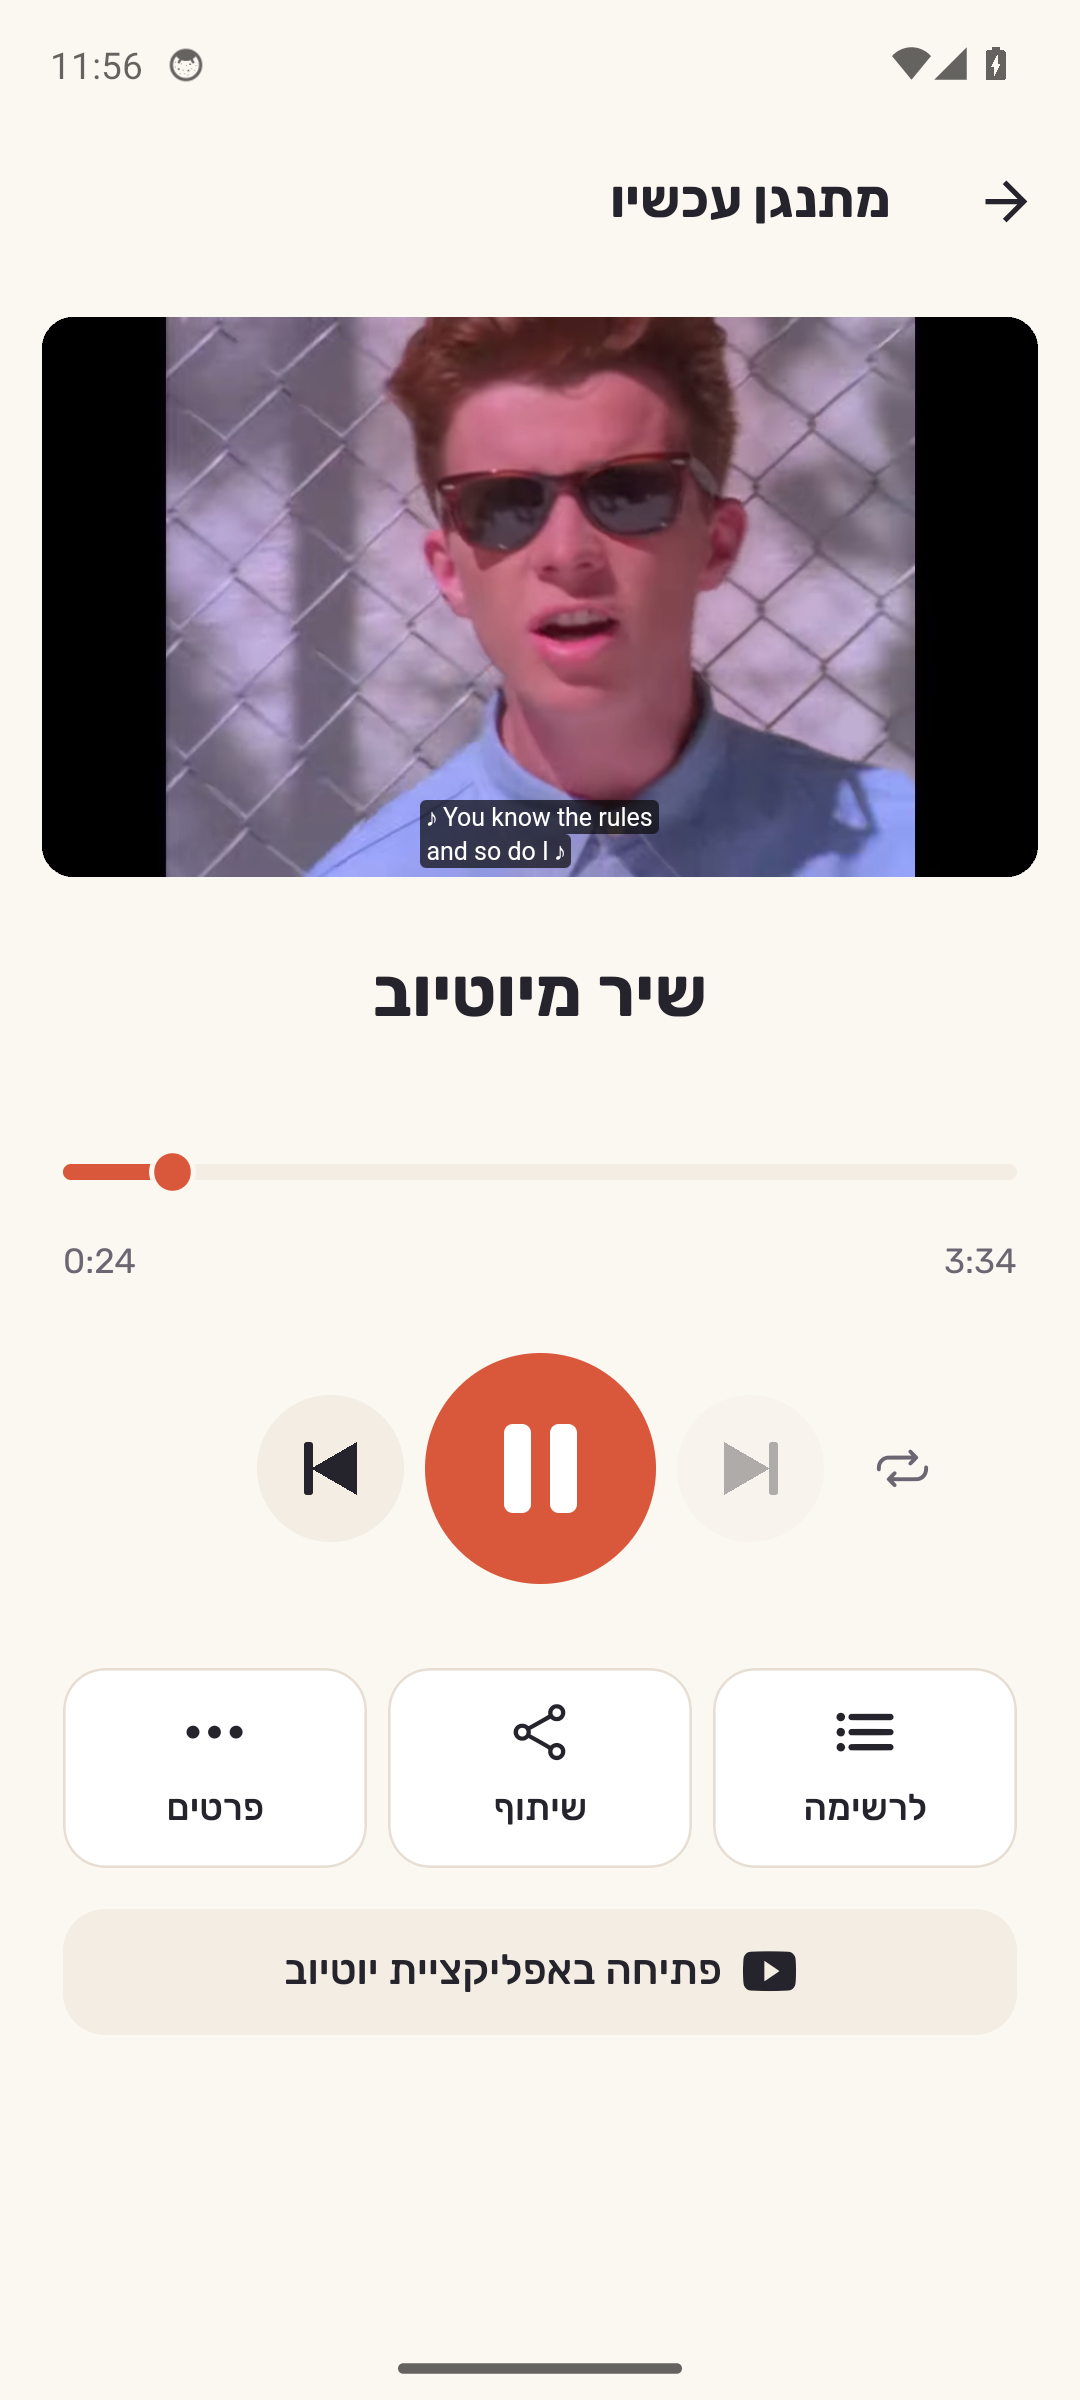 11:56
מתנגן עכשיו
♪ You know the rules
and so do I ♪
שיר מיוטיוב
0:24
3:34
לרשימה
שיתוף
פרטים
פתיחה באפליקציית יוטיוב